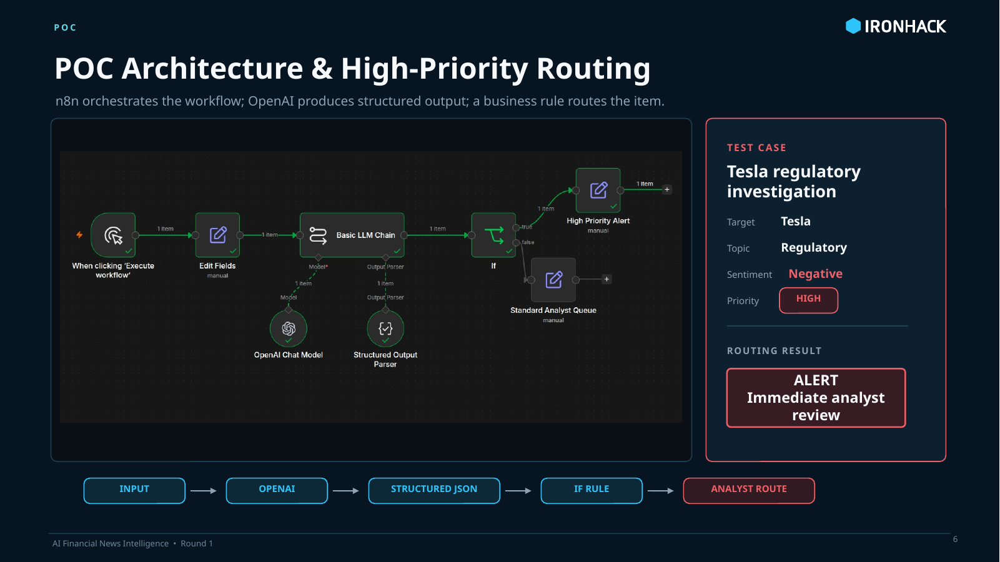 POC
IRONHACK
POC Architecture & High-Priority Routing
n8n orchestrates the workflow; OpenAI produces structured output; a business rule routes the item.
When clicking ‘Execute
workflow’
1 item
Edit Fields
manual
1 item
Basic LLM Chain
Model*
Output Parser
1 item
1 item
Model
Output Parser
OpenAI Chat Model
Structured Output
Parser
1 item
If
true
false
1 item
High Priority Alert
manual
1 item
+
Standard Analyst Queue
manual
+
TEST CASE
Tesla regulatory
investigation
Target Tesla
Topic Regulatory
Sentiment Negative
Priority HIGH
ROUTING RESULT
ALERT
Immediate analyst
review
INPUT
OPENAI
STRUCTURED JSON
IF RULE
ANALYST ROUTE
AI Financial News Intelligence • Round 1
6